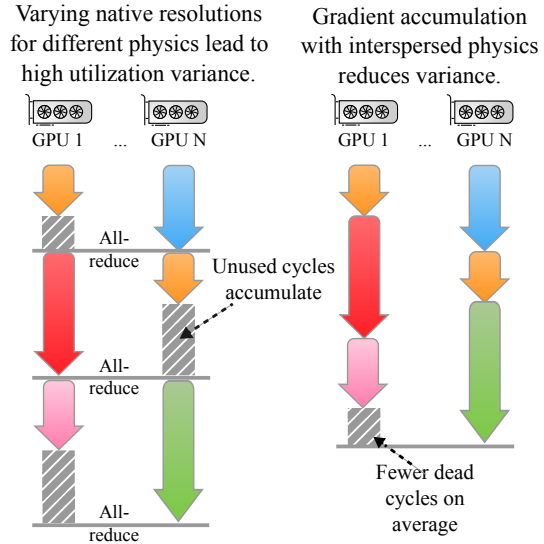 Varying native resolutions
for different physics lead to
high utilization variance.
GPU 1 ... GPU N
All-
reduce
Unused cycles
accumulate
All-
reduce
All-
reduce
Gradient accumulation
with interspersed physics
reduces variance.
GPU 1 ... GPU N
Fewer dead
cycles on
average